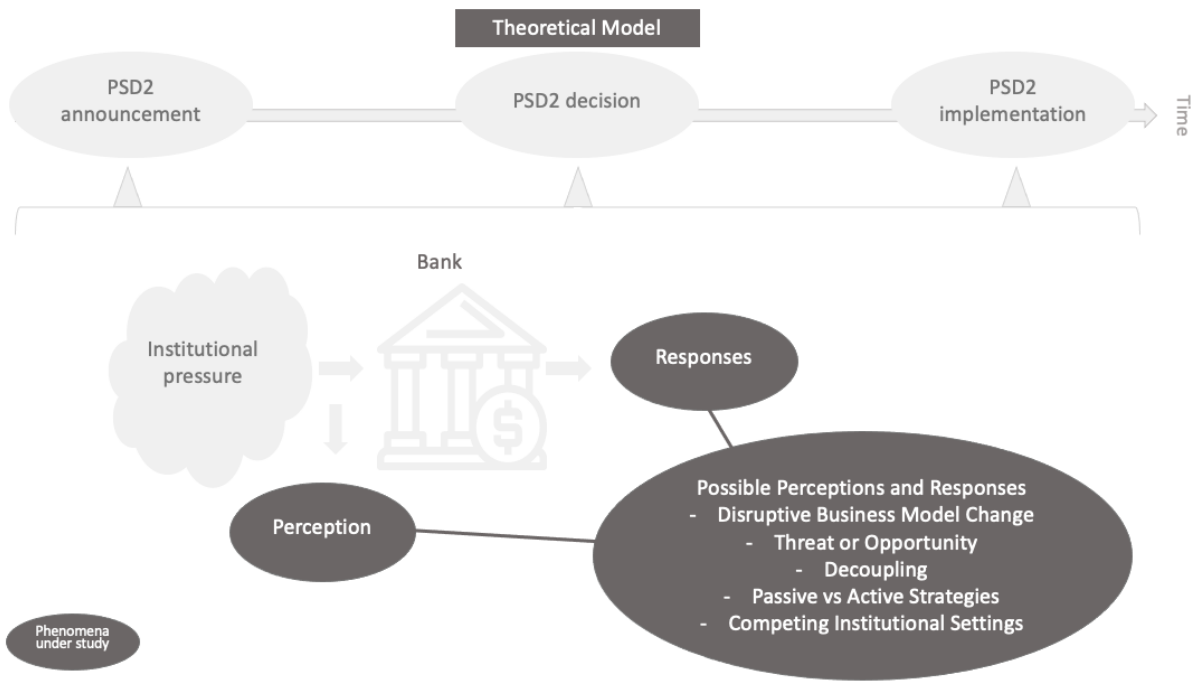 Theoretical Model
PSD2
announcement
PSD2 decision
PSD2
implementation
Time
Bank
Institutional
pressure
Responses
Perception
Possible Perceptions and Responses
- Disruptive Business Model Change
- Threat or Opportunity
- Decoupling
- Passive vs Active Strategies
- Competing Institutional Settings
Phenomena
under study
$